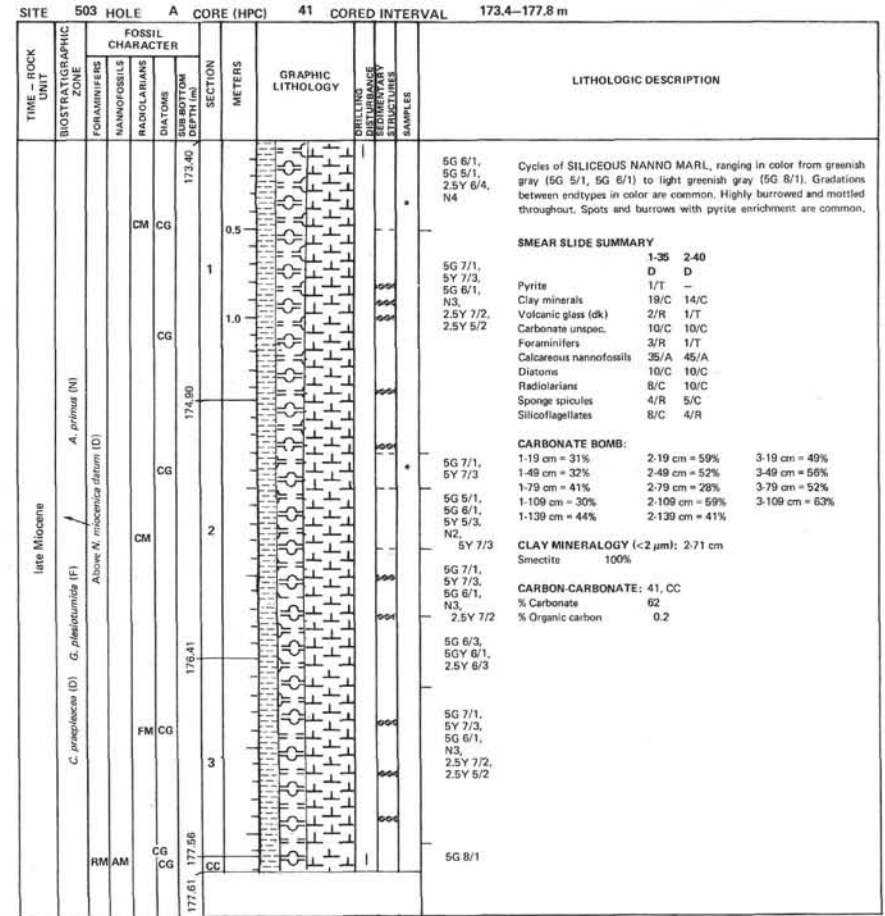 SITE 503 HOLE A CORE (HPC) 41 CORED INTERVAL 173.4–177.8 m
TIME – ROCK UNIT
BIOSTRATIGRAPHIC ZONE
FOSSIL CHARACTER
FORAMINIFERS
NANNOFOSSILS
RADIOLARIANS
DIATOMS
SUB-BOTTOM DEPTH (m)
SECTION
METERS
GRAPHIC LITHOLOGY
DRILLING DISTURBANCE
SEDIMENTARY STRUCTURES
SAMPLES
LITHOLOGIC DESCRIPTION
late Miocene
C. praepleacea (D) G. plesiotumida (F) A. primus (N)
Above N. miocenica datum (D)
CM CG
CG
CG
CM
FM CG
CG
RM AM CG
173.40
174.90
176.41
177.56
177.61
1
2
3
CC
0.5
1.0
5G 6/1,
5G 5/1,
2.5Y 6/4,
N4
5G 7/1,
5Y 7/3,
5G 6/1,
N3,
2.5Y 7/2,
2.5Y 5/2
5G 7/1,
5Y 7/3
5G 5/1,
5G 6/1,
5Y 5/3,
N2,
5Y 7/3
5G 7/1,
5Y 7/3,
5G 6/1,
N3,
2.5Y 7/2
5G 6/3,
5GY 6/1,
2.5Y 6/3
5G 7/1,
5Y 7/3,
5G 6/1,
N3,
2.5Y 7/2,
2.5Y 5/2
5G 8/1
Cycles of SILICEOUS NANNO MARL, ranging in color from greenish
gray (5G 5/1, 5G 6/1) to light greenish gray (5G 8/1). Gradations
between endtypes in color are common. Highly burrowed and mottled
throughout. Spots and burrows with pyrite enrichment are common.
SMEAR SLIDE SUMMARY
1-35 2-40
D D
Pyrite 1/T –
Clay minerals 19/C 14/C
Volcanic glass (dk) 2/R 1/T
Carbonate unspec. 10/C 10/C
Foraminifers 3/R 1/T
Calcareous nannofossils 35/A 45/A
Diatoms 10/C 10/C
Radiolarians 8/C 10/C
Sponge spicules 4/R 5/C
Silicoflagellates 8/C 4/R
CARBONATE BOMB:
1-19 cm = 31% 2-19 cm = 59% 3-19 cm = 49%
1-49 cm = 32% 2-49 cm = 52% 3-49 cm = 56%
1-79 cm = 41% 2-79 cm = 28% 3-79 cm = 52%
1-109 cm = 30% 2-109 cm = 59% 3-109 cm = 63%
1-139 cm = 44% 2-139 cm = 41%
CLAY MINERALOGY (<2 μm): 2-71 cm
Smectite 100%
CARBON-CARBONATE: 41, CC
% Carbonate 62
% Organic carbon 0.2